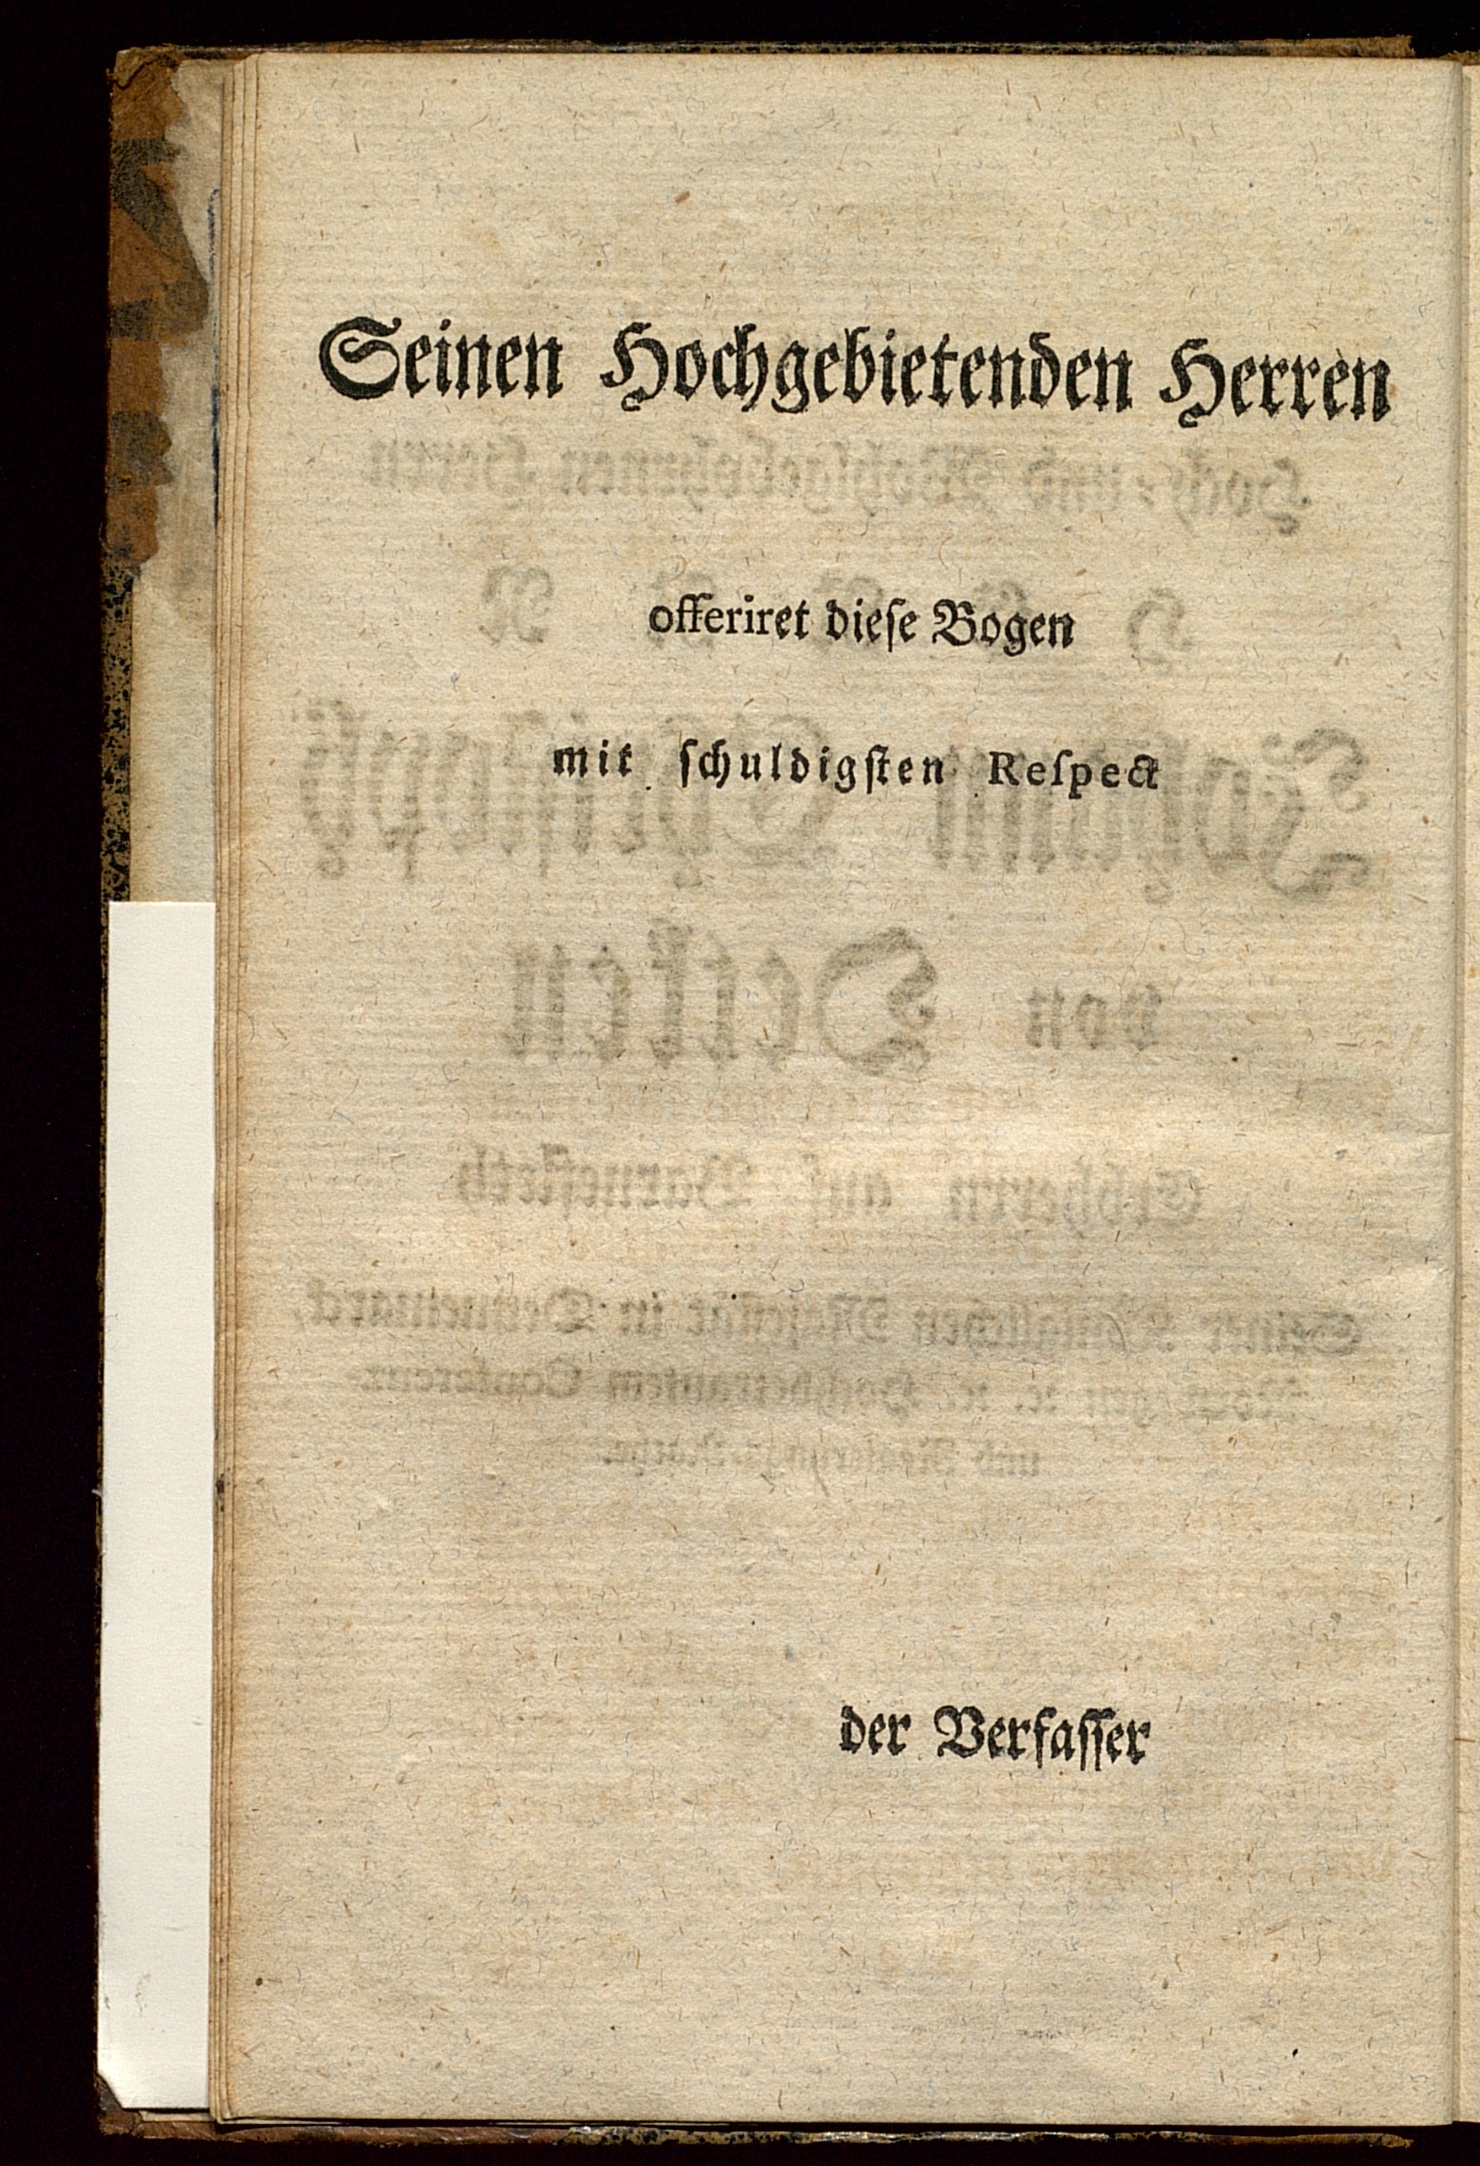 Seinen Hochgebietenden Herren
offeriret dieſe Bogen
mit ſchuldigſten Reſpect
der Verfaſſer